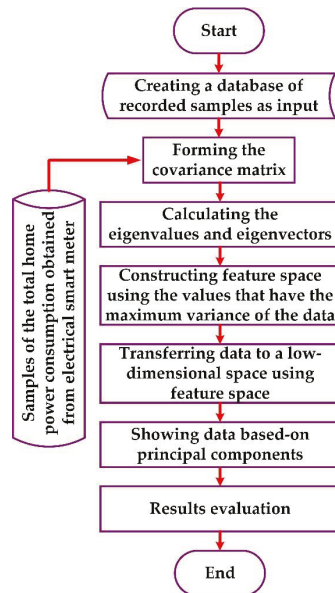 Start
Creating a database of
recorded samples as input
Forming the
covariance matrix
Samples of the total home
power consumption obtained
from electrical smart meter
Calculating the
eigenvalues and eigenvectors
Constructing feature space
using the values that have the
maximum variance of the data
Transferring data to a low-
dimensional space using
feature space
Showing data based-on
principal components
Results evaluation
End